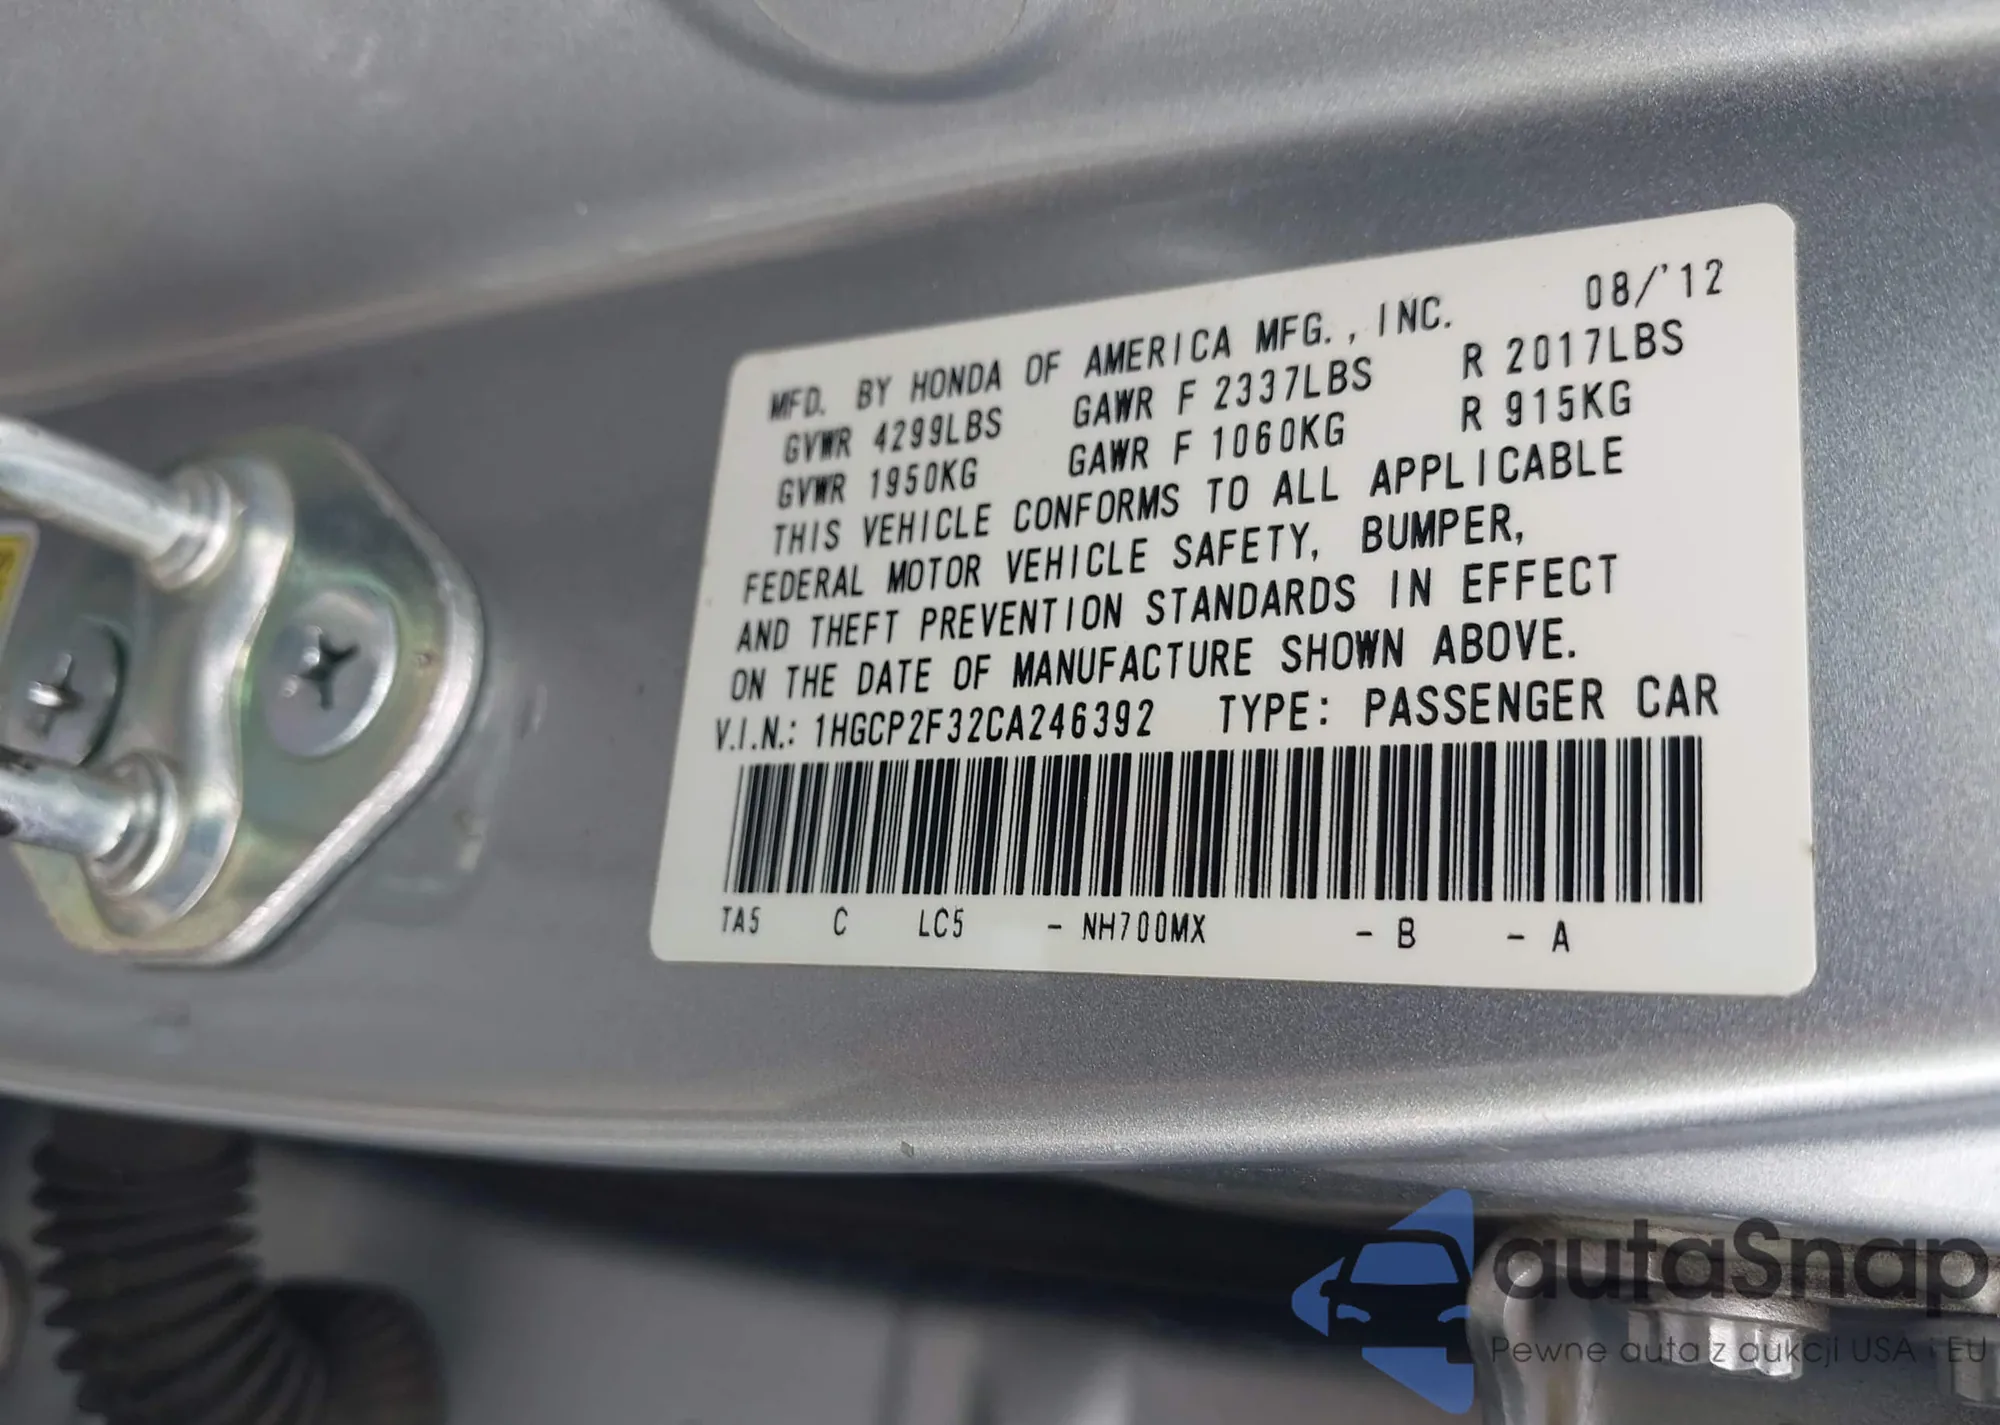 MFD. BY HONDA OF AMERICA MFG., INC. 08/'12
GVWR 4299LBS GAWR F 2337LBS R 2017LBS
GVWR 1950KG GAWR F 1060KG R 915KG
THIS VEHICLE CONFORMS TO ALL APPLICABLE
FEDERAL MOTOR VEHICLE SAFETY, BUMPER,
AND THEFT PREVENTION STANDARDS IN EFFECT
ON THE DATE OF MANUFACTURE SHOWN ABOVE.
V.I.N.: 1HGCP2F32CA246392 TYPE: PASSENGER CAR
TA5 C LC5 - NH700MX - B - A
autaSnap
Pewne auta z aukcji USA i EU